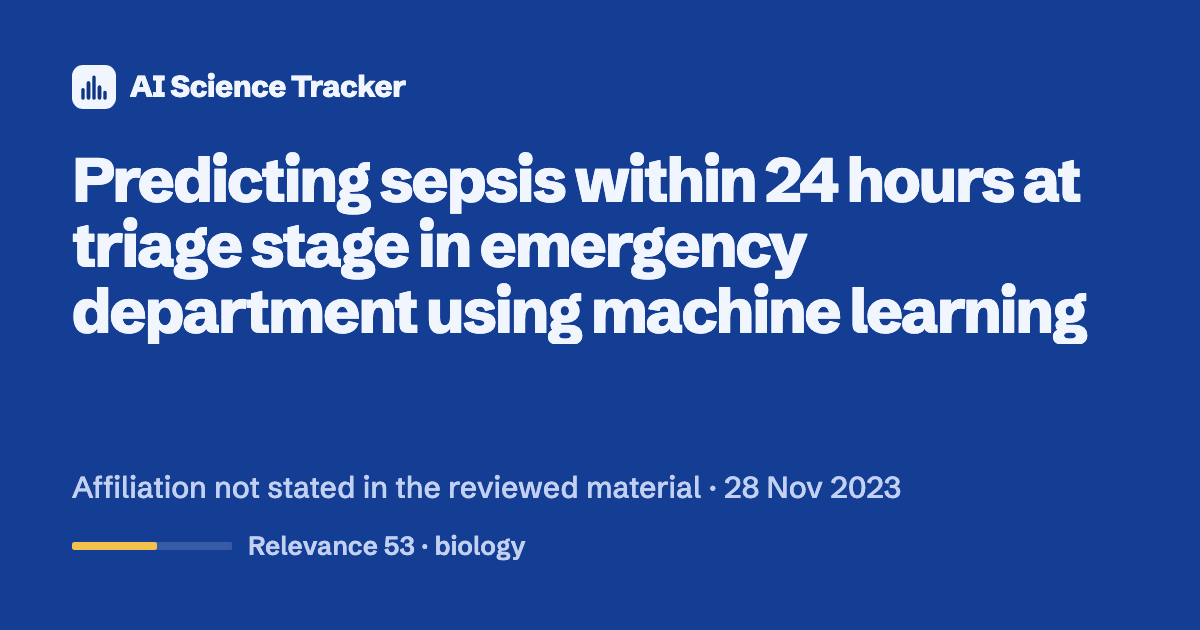 AI Science Tracker
Predicting sepsis within 24 hours at
triage stage in emergency
department using machine learning
Affiliation not stated in the reviewed material · 28 Nov 2023
Relevance 53 · biology